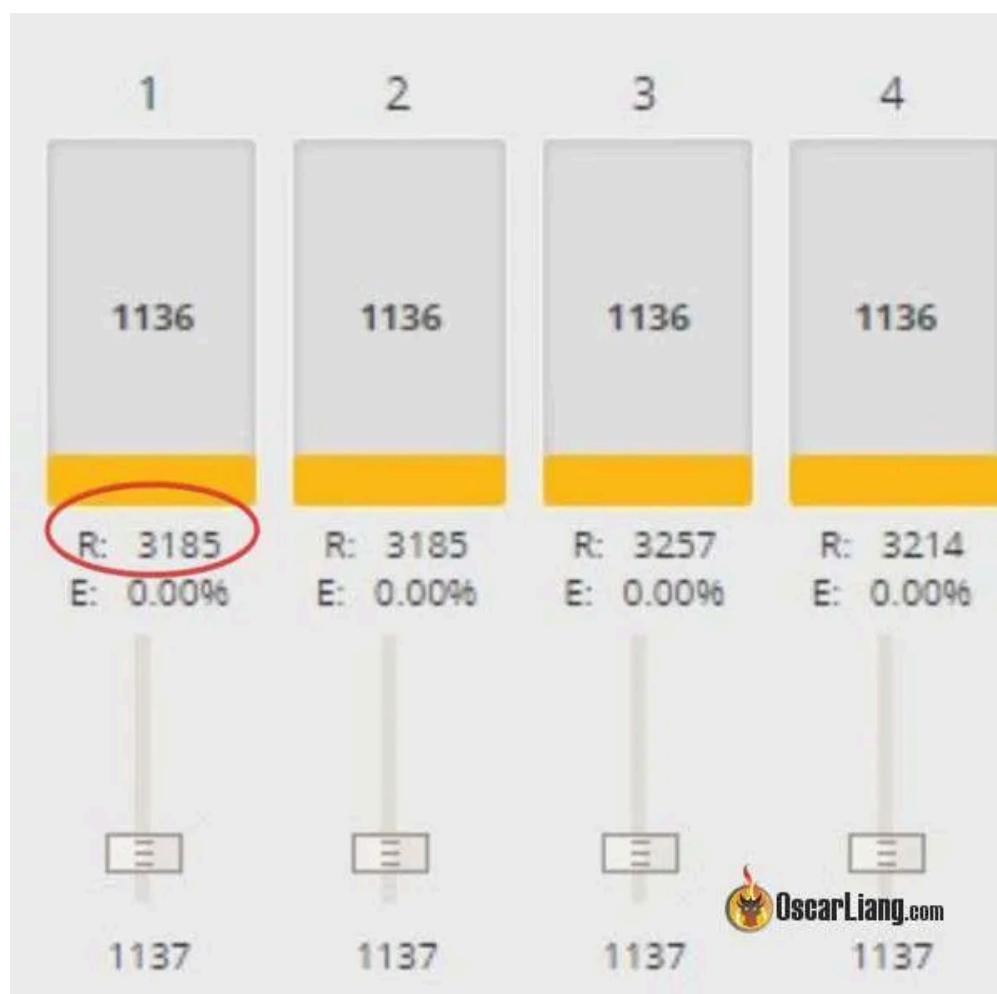 1 2 3 4
1136 1136 1136 1136
R: 3185 R: 3185 R: 3257 R: 3214
E: 0.00% E: 0.00% E: 0.00% E: 0.00%
OscarLiang.com
1137 1137 1137 1137